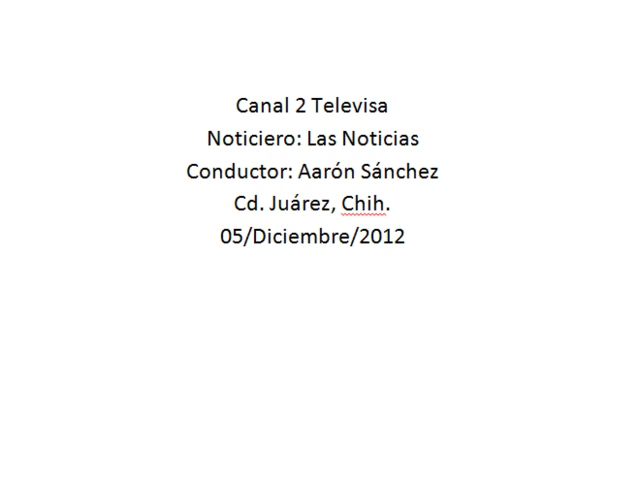 Canal 2 Televisa
Noticiero: Las Noticias
Conductor: Aarón Sánchez
Cd. Juárez, Chih.
05/Diciembre/2012